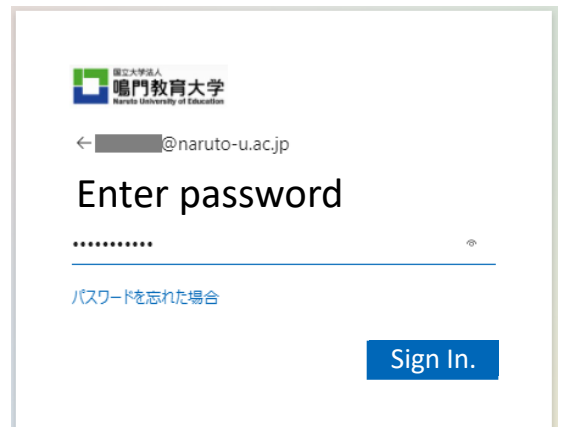 国立大学法人
鳴門教育大学
Naruto University of Education
← @naruto-u.ac.jp
Enter password
•••••••••••
パスワードを忘れた場合
Sign In.